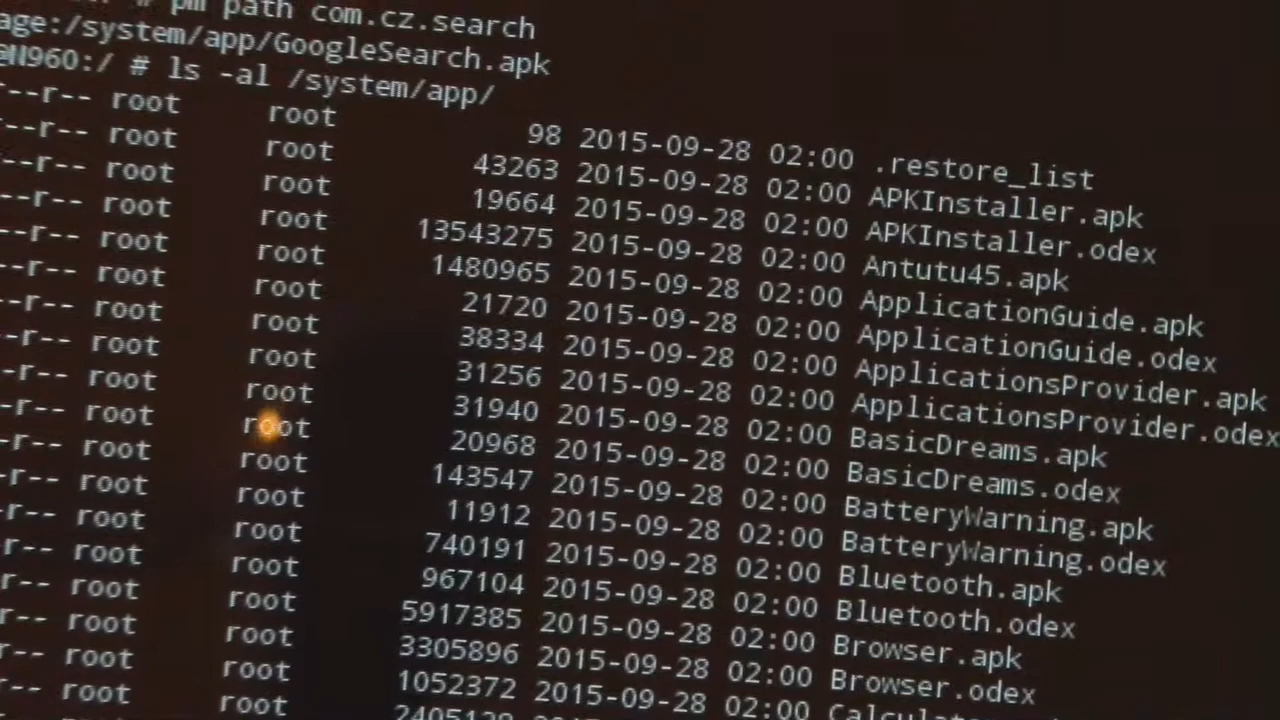 # pm path com.cz.search
age:/system/app/GoogleSearch.apk
@N960:/ # ls -al /system/app/
--r-- root root 98 2015-09-28 02:00 .restore_list
--r-- root root 43263 2015-09-28 02:00 APKInstaller.apk
--r-- root root 19664 2015-09-28 02:00 APKInstaller.odex
--r-- root root 13543275 2015-09-28 02:00 Antutu45.apk
--r-- root root 1480965 2015-09-28 02:00 ApplicationGuide.apk
--r-- root root 21720 2015-09-28 02:00 ApplicationGuide.odex
--r-- root root 38334 2015-09-28 02:00 ApplicationsProvider.apk
--r-- root root 31256 2015-09-28 02:00 ApplicationsProvider.odex
-r-- root root 31940 2015-09-28 02:00 BasicDreams.apk
-r-- root root 20968 2015-09-28 02:00 BasicDreams.odex
-r-- root root 143547 2015-09-28 02:00 BatteryWarning.apk
-r-- root root 11912 2015-09-28 02:00 BatteryWarning.odex
-r-- root root 740191 2015-09-28 02:00 Bluetooth.apk
r-- root root 967104 2015-09-28 02:00 Bluetooth.odex
r-- root root 5917385 2015-09-28 02:00 Browser.apk
r-- root root 3305896 2015-09-28 02:00 Browser.odex
r-- root root 1052372 2015-09-28 02:00
r-- root root